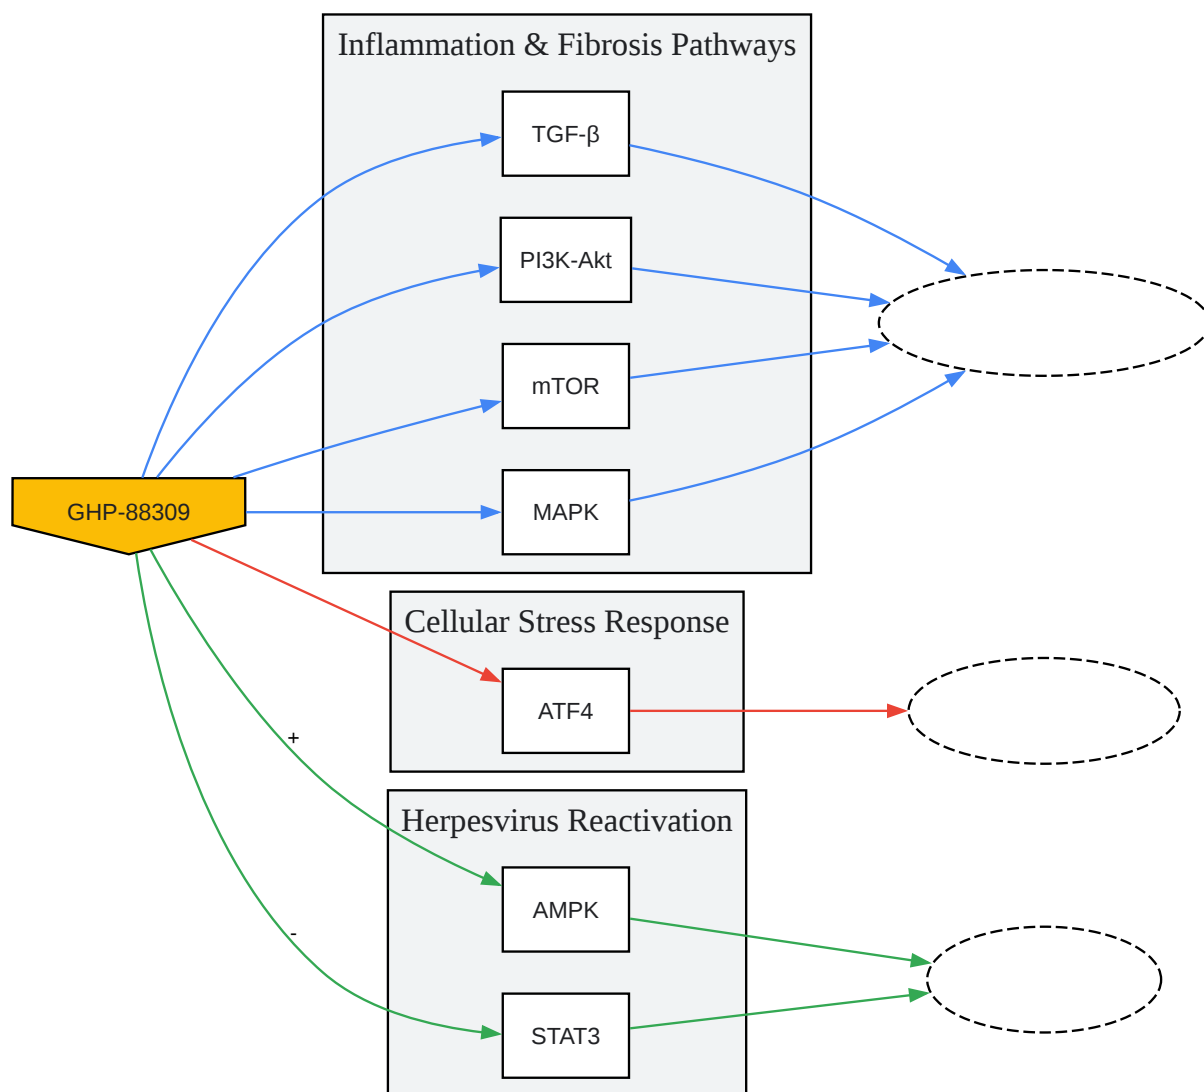 Inflammation & Fibrosis Pathways
TGF-β
PI3K-Akt
mTOR
MAPK
GHP-88309
Cellular Stress Response
ATF4
+
Herpesvirus Reactivation
AMPK
-
STAT3